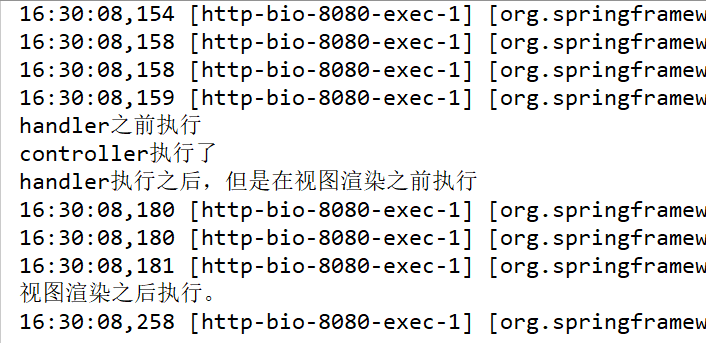 16:30:08,154 [http-bio-8080-exec-1] [org.springframew
16:30:08,158 [http-bio-8080-exec-1] [org.springframew
16:30:08,158 [http-bio-8080-exec-1] [org.springframew
16:30:08,159 [http-bio-8080-exec-1] [org.springframew
handler之前执行
controller执行了
handler执行之后，但是在视图渲染之前执行
16:30:08,180 [http-bio-8080-exec-1] [org.springframew
16:30:08,180 [http-bio-8080-exec-1] [org.springframew
16:30:08,181 [http-bio-8080-exec-1] [org.springframew
视图渲染之后执行。
16:30:08,258 [http-bio-8080-exec-1] [org.springframew